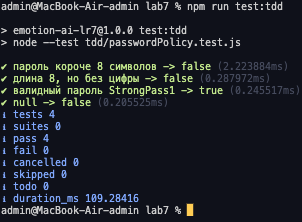 admin@MacBook-Air-admin lab7 % npm run test:tdd
> emotion-ai-lr7@1.0.0 test:tdd
> node --test tdd/passwordPolicy.test.js
✔ пароль короче 8 символов —> false (2.223884ms)
✔ длина 8, но без цифры —> false (0.287972ms)
✔ валидный пароль StrongPass1 —> true (0.245517ms)
✔ null —> false (0.205525ms)
ℹ tests 4
ℹ suites 0
ℹ pass 4
ℹ fail 0
ℹ cancelled 0
ℹ skipped 0
ℹ todo 0
ℹ duration_ms 109.28416
admin@MacBook-Air-admin lab7 %